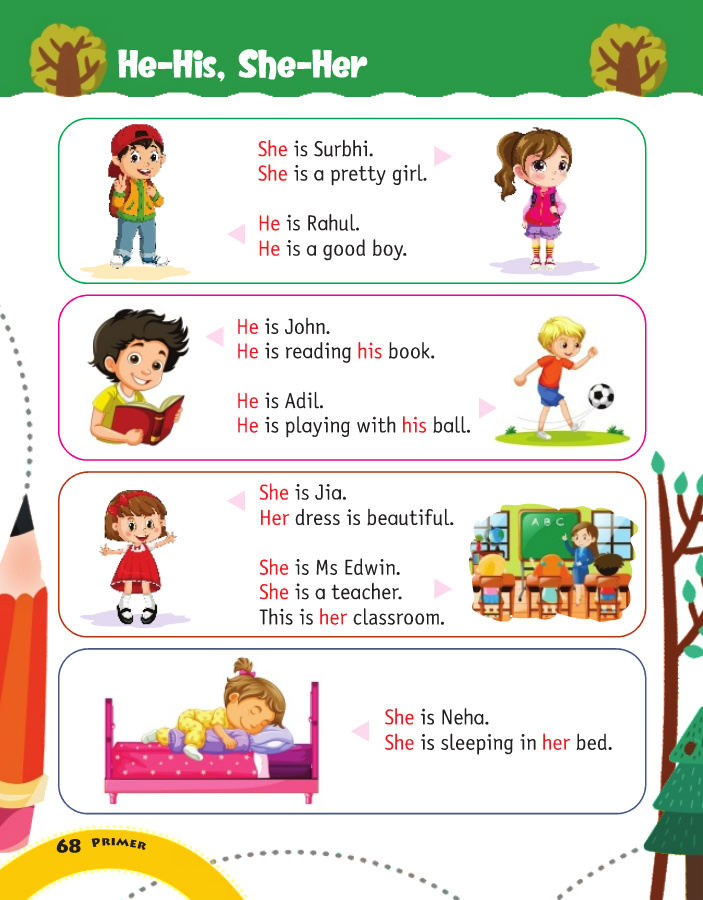 He-His, She-Her
She is Surbhi.
She is a pretty girl.
He is Rahul.
He is a good boy.
He is John.
He is reading his book.
He is Adil.
He is playing with his ball.
She is Jia.
Her dress is beautiful.
She is Ms Edwin.
She is a teacher.
This is her classroom.
A B C
She is Neha.
She is sleeping in her bed.
68 PRIMER